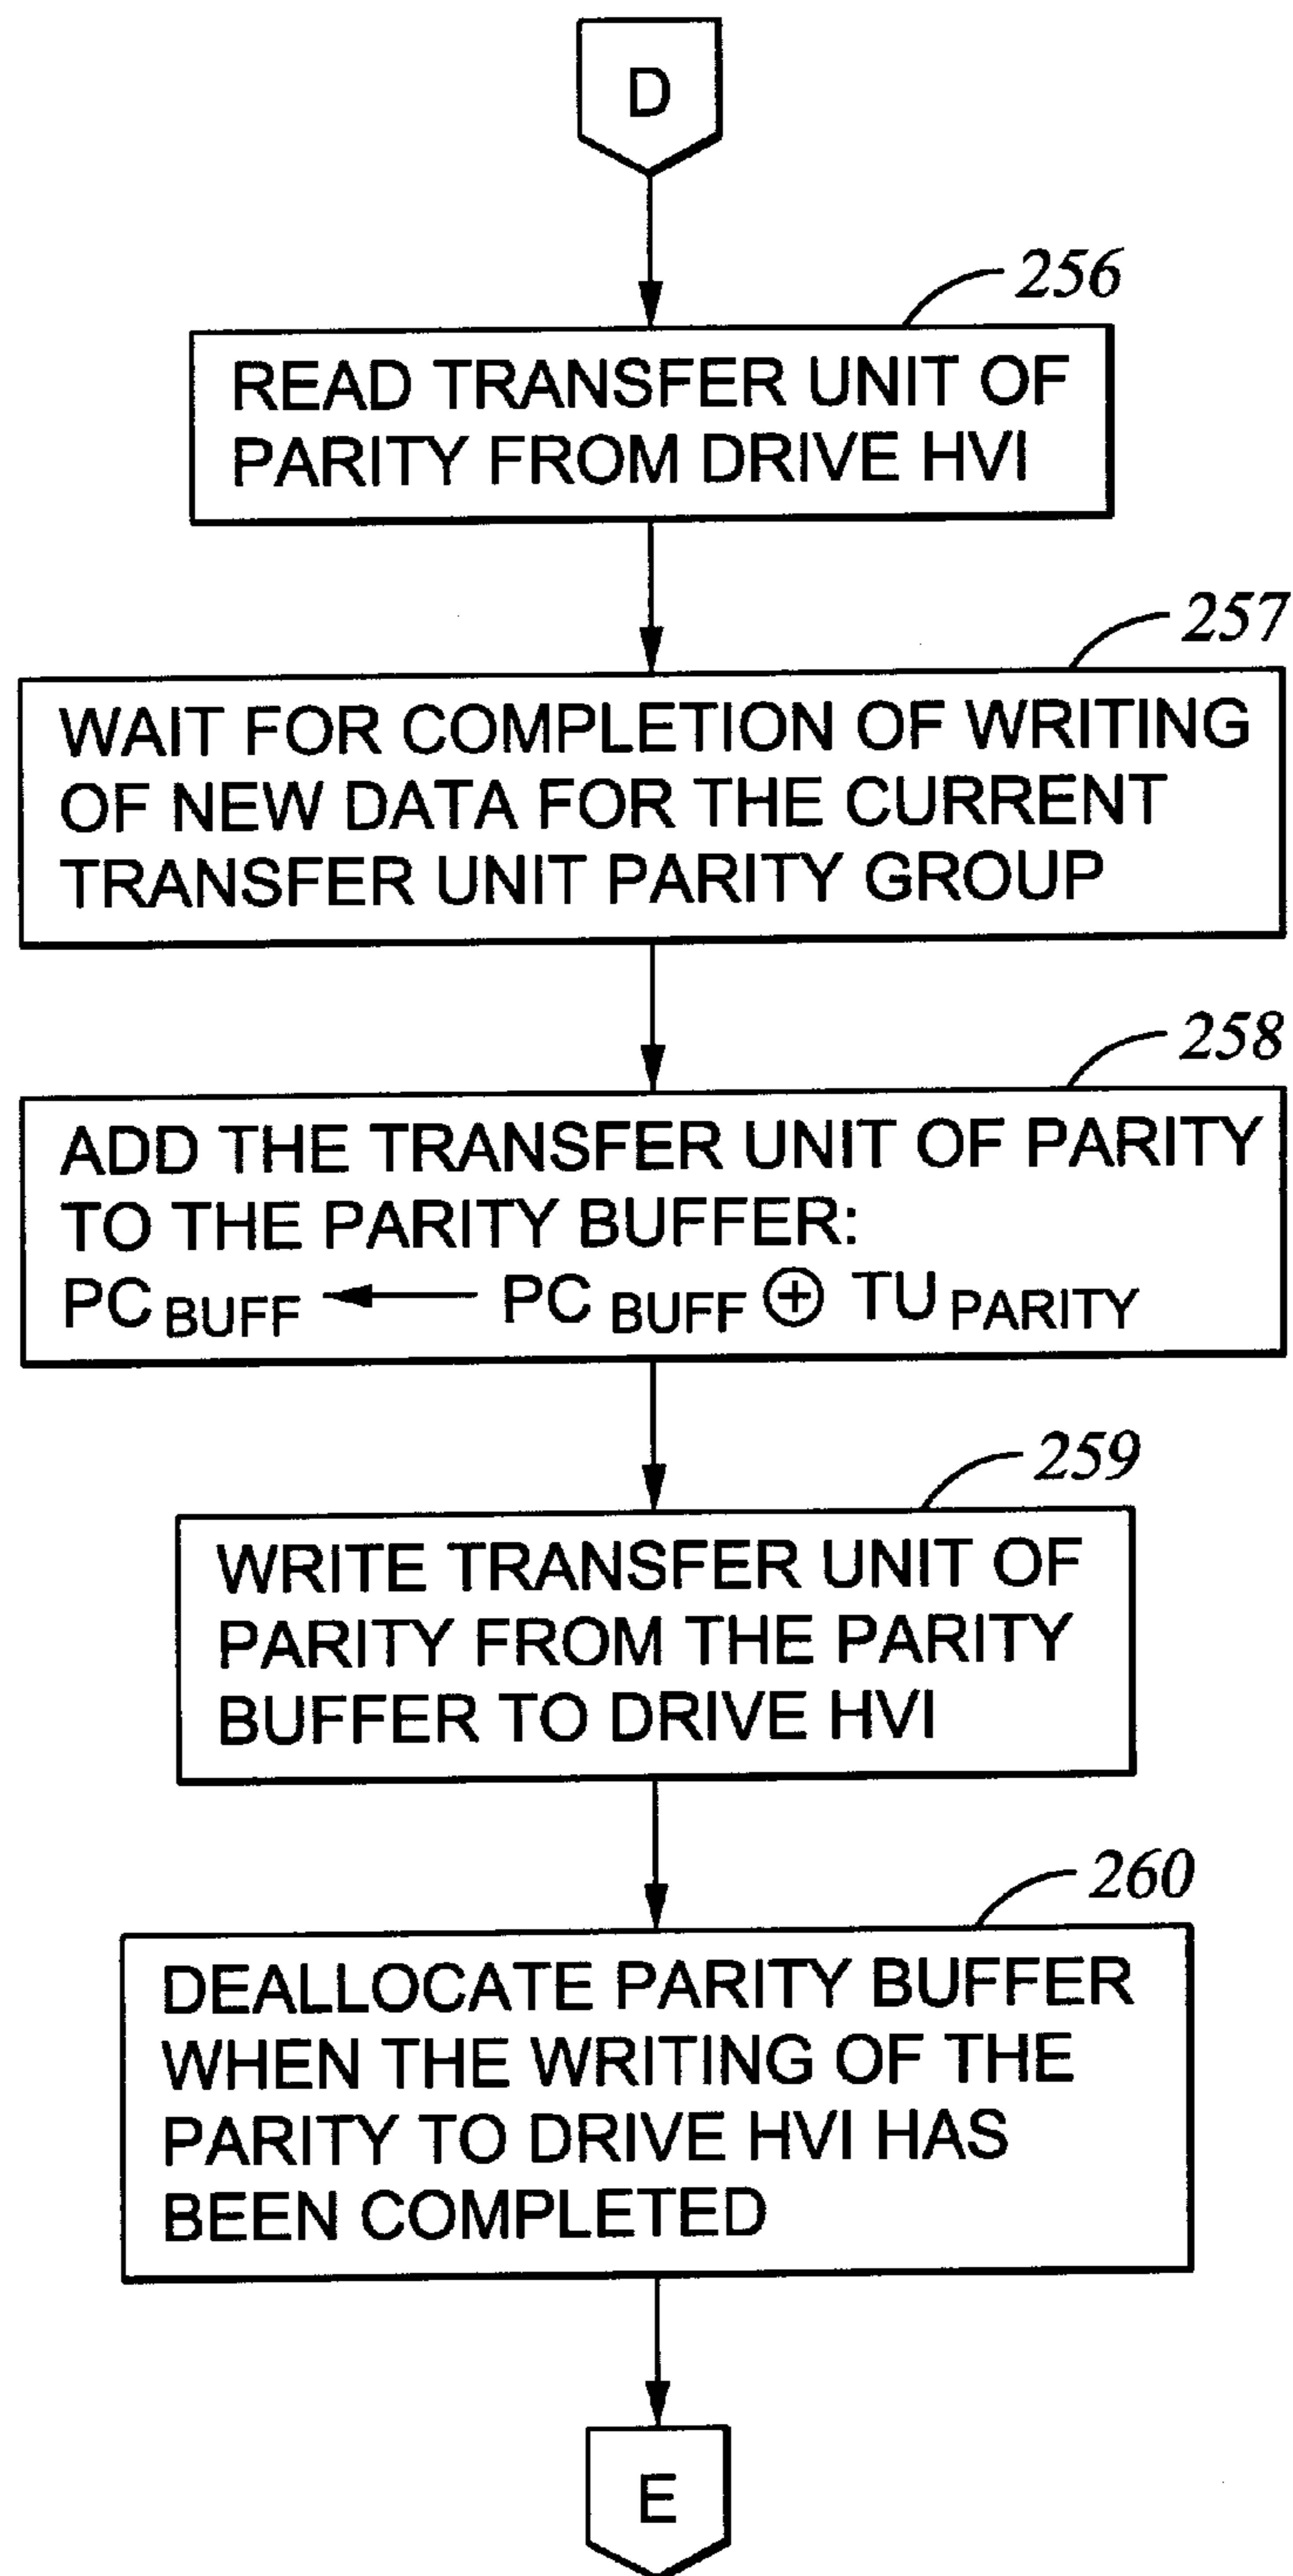 D
256
READ TRANSFER UNIT OF
PARITY FROM DRIVE HVI
257
WAIT FOR COMPLETION OF WRITING
OF NEW DATA FOR THE CURRENT
TRANSFER UNIT PARITY GROUP
258
ADD THE TRANSFER UNIT OF PARITY
TO THE PARITY BUFFER:
PC BUFF ← PC BUFF ⊕ TU PARITY
259
WRITE TRANSFER UNIT OF
PARITY FROM THE PARITY
BUFFER TO DRIVE HVI
260
DEALLOCATE PARITY BUFFER
WHEN THE WRITING OF THE
PARITY TO DRIVE HVI HAS
BEEN COMPLETED
E